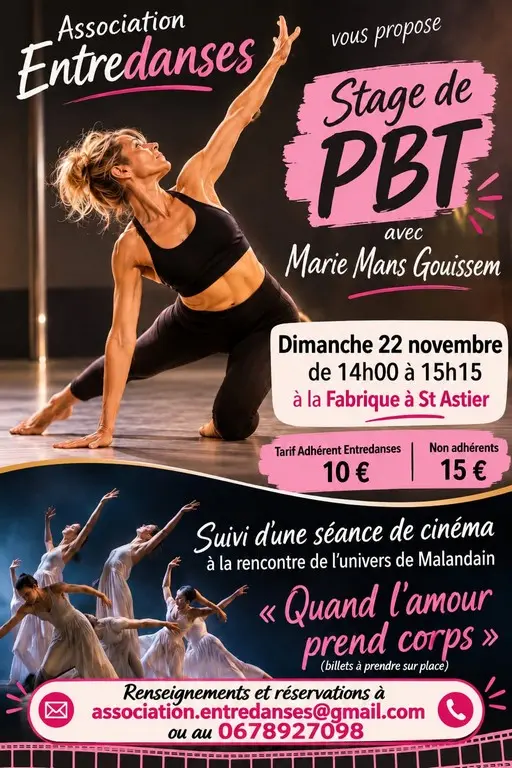 Association
Entredanses
vous propose
Stage de
PBT
avec
Marie Mans Gouissem
Dimanche 22 novembre
de 14h00 à 15h15
à la Fabrique à St Astier
Tarif Adhérent Entredanses
10 €
Non adhérents
15 €
Suivi d'une séance de cinéma
à la rencontre de l'univers de Malandain
« Quand l'amour
prend corps »
(billets à prendre sur place)
Renseignements et réservations à
association.entredanses@gmail.com
ou au 0678927098